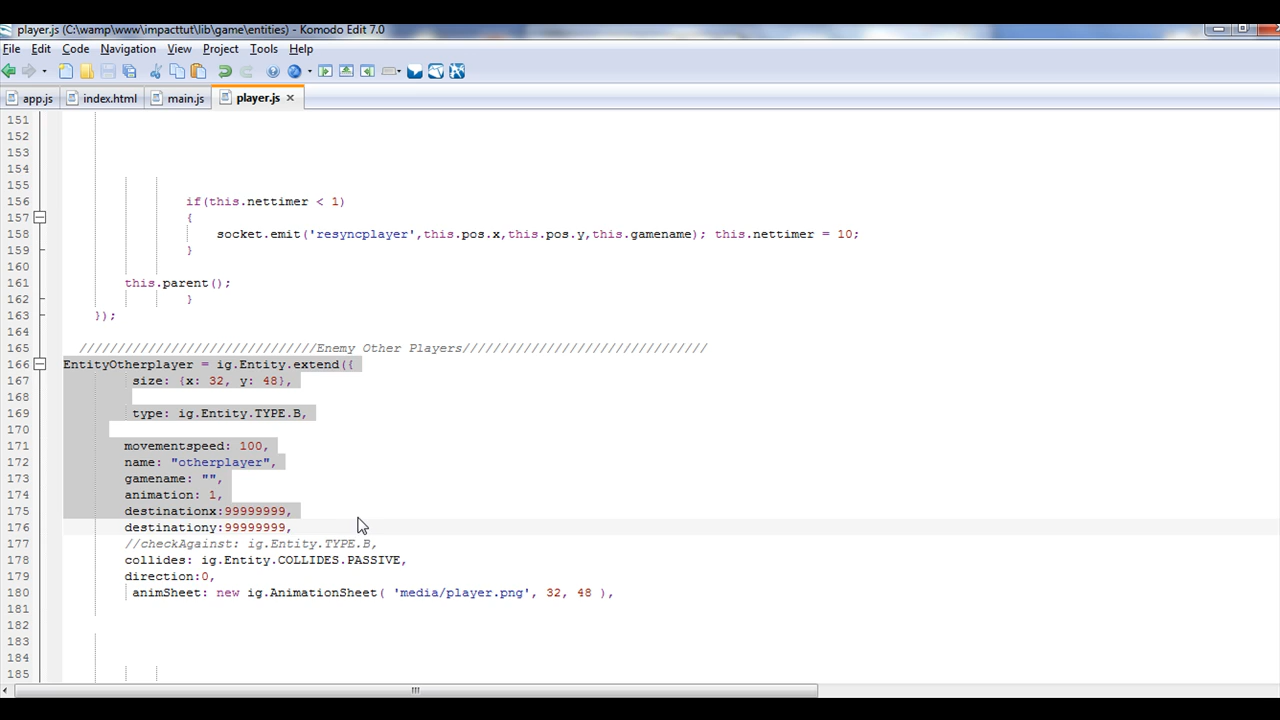 player.js (C:\wamp\www\impacttut\lib\game\entities) - Komodo Edit 7.0
File Edit Code Navigation View Project Tools Help
app.js index.html main.js player.js
151
152
153
154
155
156 if(this.nettimer < 1)
157 {
158 socket.emit('resyncplayer',this.pos.x,this.pos.y,this.gamename); this.nettimer = 10;
159 }
160
161 this.parent();
162 }
163 });
164
165 ///////////////////////////////Enemy Other Players////////////////////////////////
166 EntityOtherplayer = ig.Entity.extend({
167 size: {x: 32, y: 48},
168
169 type: ig.Entity.TYPE.B,
170
171 movementspeed: 100,
172 name: "otherplayer",
173 gamename: "",
174 animation: 1,
175 destinationx:99999999,
176 destinationy:99999999,
177 //checkAgainst: ig.Entity.TYPE.B,
178 collides: ig.Entity.COLLIDES.PASSIVE,
179 direction:0,
180 animSheet: new ig.AnimationSheet( 'media/player.png', 32, 48 ),
181
182
183
184
185